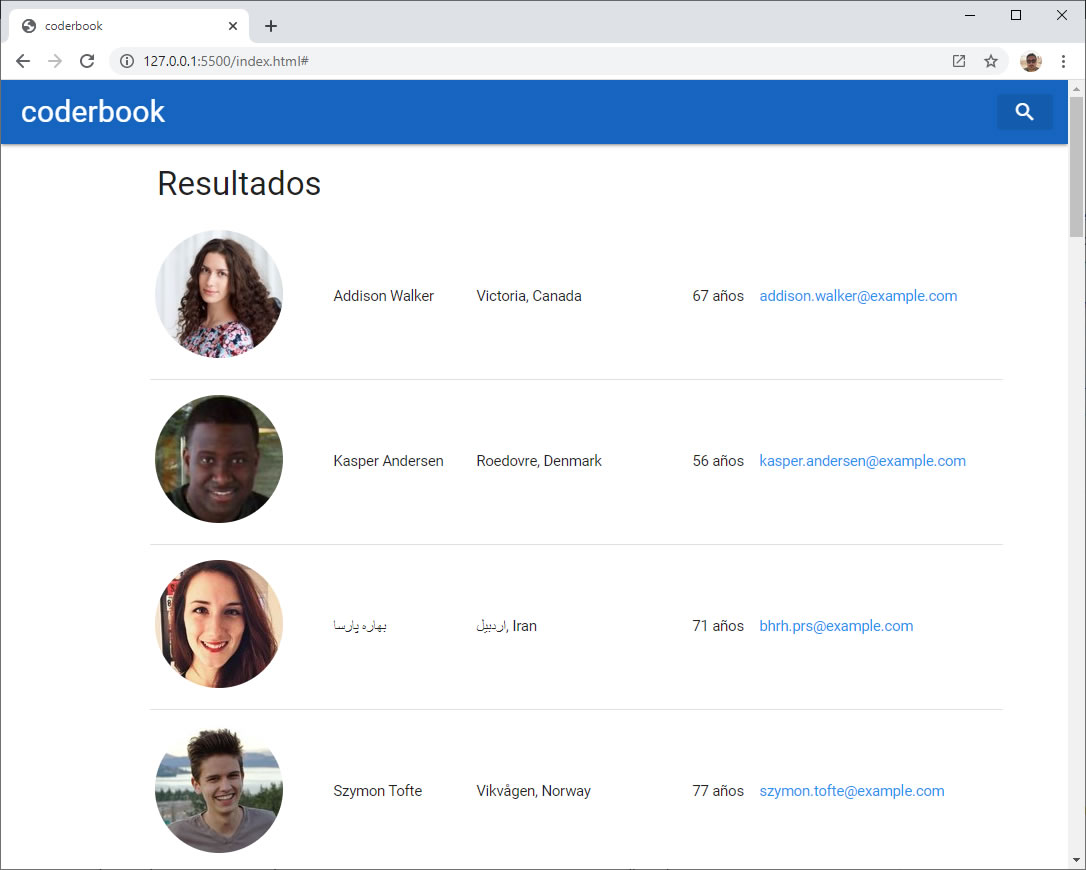 coderbook
127.0.0.1:5500/index.html#
coderbook
Resultados
Addison Walker Victoria, Canada 67 años addison.walker@example.com
Kasper Andersen Roedovre, Denmark 56 años kasper.andersen@example.com
بهاره پارسا اردبیل, Iran 71 años bhrh.prs@example.com
Szymon Tofte Vikvågen, Norway 77 años szymon.tofte@example.com